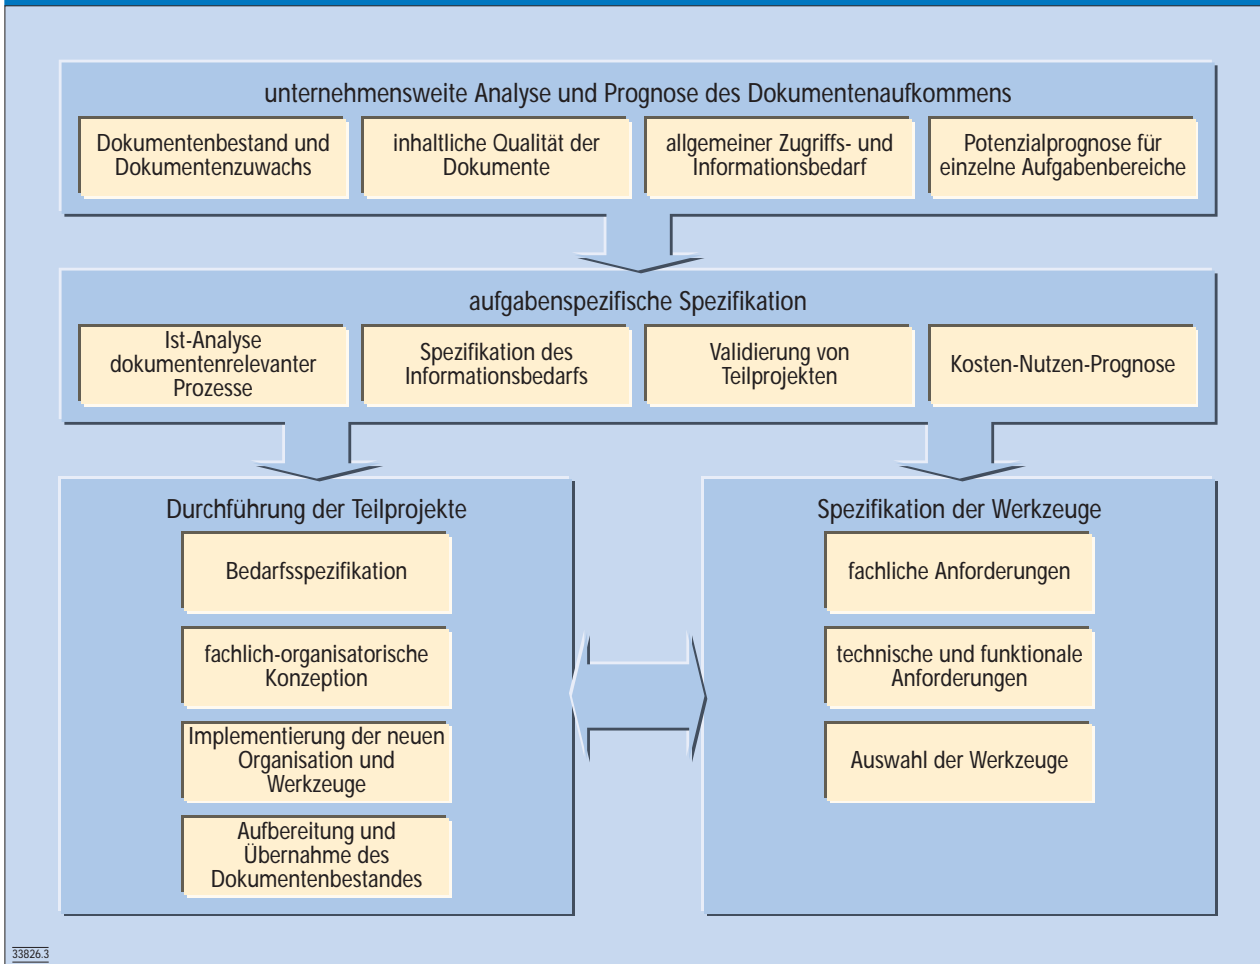 unternehmensweite Analyse und Prognose des Dokumentenaufkommens
Dokumentenbestand und
Dokumentenzuwachs
inhaltliche Qualität der
Dokumente
allgemeiner Zugriffs- und
Informationsbedarf
Potenzialprognose für
einzelne Aufgabenbereiche
aufgabenspezifische Spezifikation
Ist-Analyse
dokumentenrelevanter
Prozesse
Spezifikation des
Informationsbedarfs
Validierung von
Teilprojekten
Kosten-Nutzen-Prognose
Durchführung der Teilprojekte
Bedarfsspezifikation
fachlich-organisatorische
Konzeption
Implementierung der neuen
Organisation und
Werkzeuge
Aufbereitung und
Übernahme des
Dokumentenbestandes
Spezifikation der Werkzeuge
fachliche Anforderungen
technische und funktionale
Anforderungen
Auswahl der Werkzeuge
33826.3